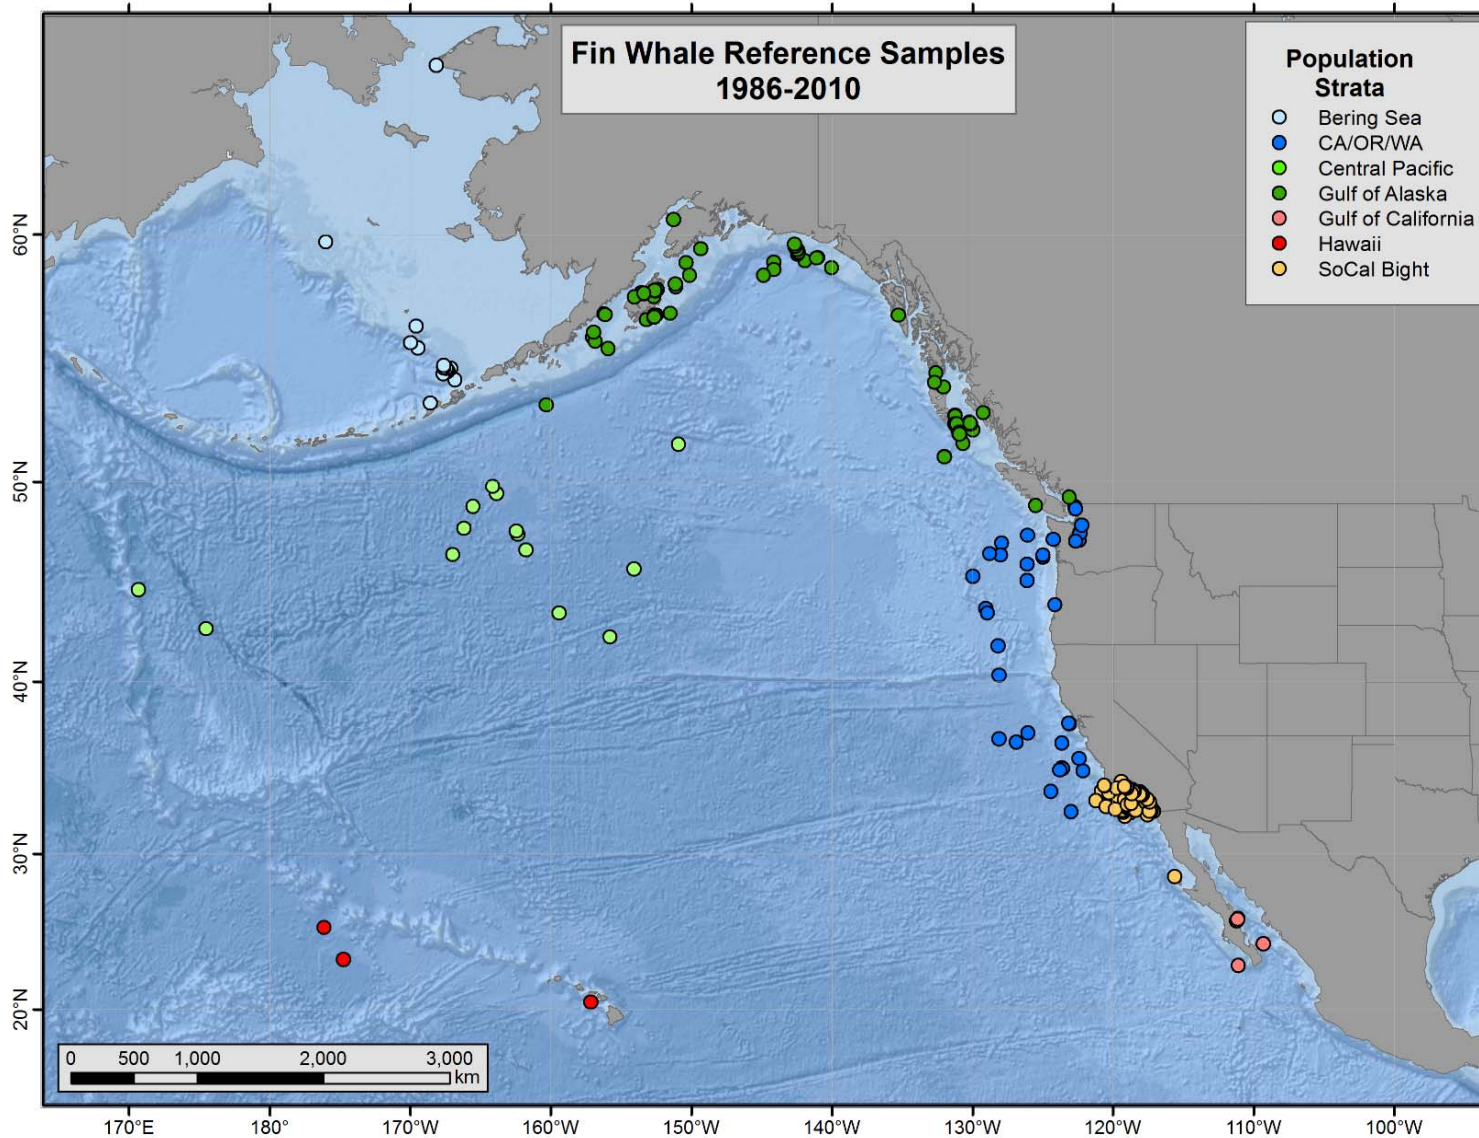 Fin Whale Reference Samples
1986-2010
Population
Strata
Bering Sea
CA/OR/WA
Central Pacific
Gulf of Alaska
Gulf of California
Hawaii
SoCal Bight
60°N
50°N
40°N
30°N
20°N
0 500 1,000 2,000 3,000
km
170°E 180° 170°W 160°W 150°W 140°W 130°W 120°W 110°W 100°W